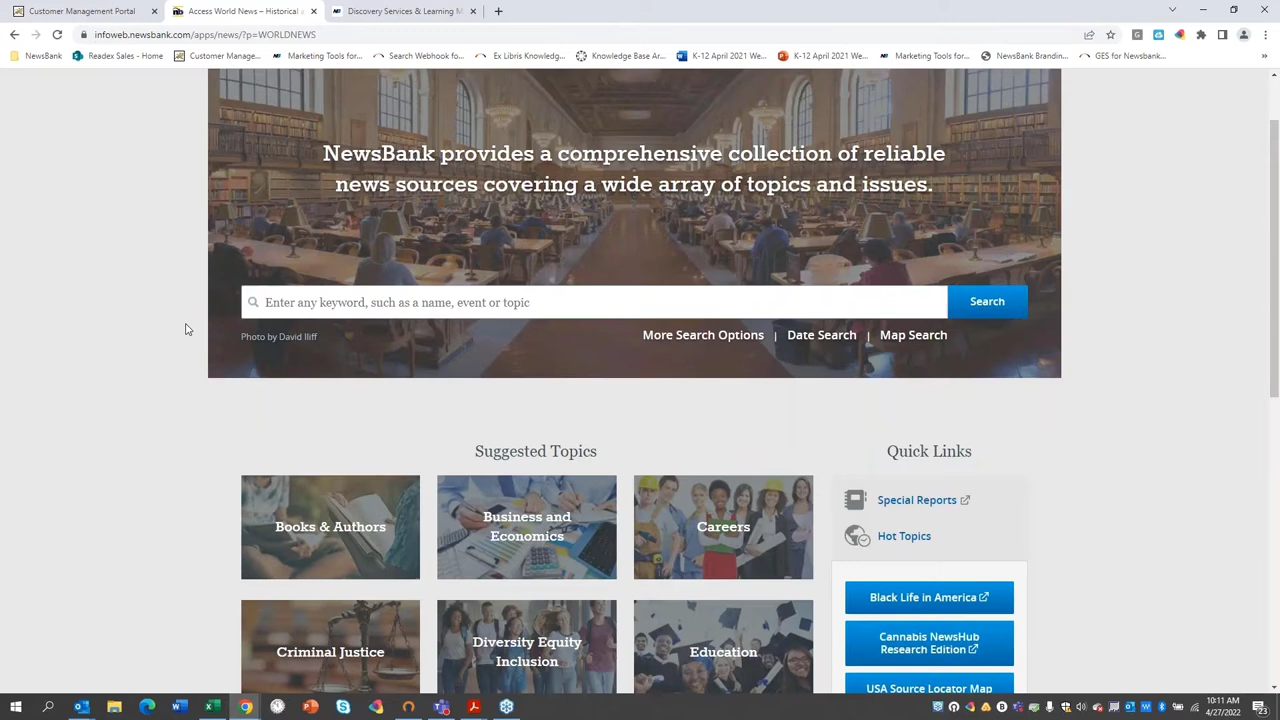 Customer Management Portal
Access World News – Historical a
Discovery Services & Learning M
infoweb.newsbank.com/apps/news/?p=WORLDNEWS
NewsBank
Readex Sales - Home
Customer Manage...
Marketing Tools for...
Search Webhook fo...
Ex Libris Knowledg...
Knowledge Base Ar...
K-12 April 2021 We...
K-12 April 2021 We...
Marketing Tools for...
NewsBank Brandin...
GES for Newsbank...
NewsBank provides a comprehensive collection of reliable
news sources covering a wide array of topics and issues.
Enter any keyword, such as a name, event or topic
Search
Photo by David Iliff
More Search Options | Date Search | Map Search
Suggested Topics
Quick Links
Books & Authors
Business and
Economics
Careers
Special Reports
Hot Topics
Black Life in America
Criminal Justice
Diversity Equity
Inclusion
Education
Cannabis NewsHub
Research Edition
USA Source Locator Map
10:11 AM
4/27/2022
23